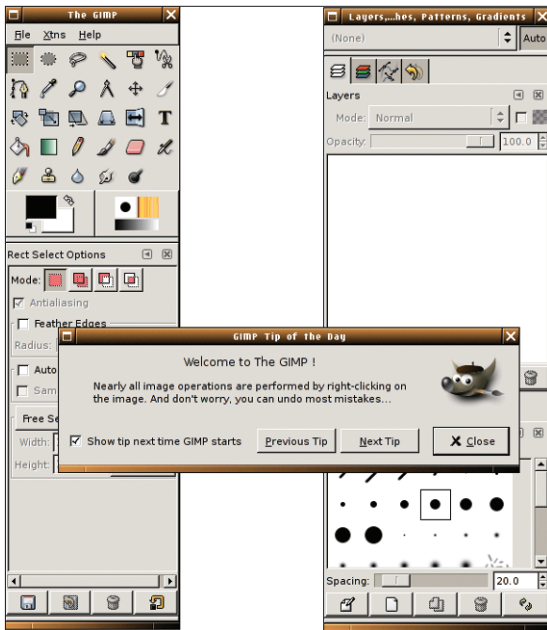 The GIMP
File Xtns Help
Rect Select Options
Mode:
Antialiasing
Feather Edges
Radius:
Auto
Sam
Free Se
Width:
Height:
Layers,...hes, Patterns, Gradients
(None)
Auto
Layers
Mode: Normal
Opacity: 100.0
GIMP Tip of the Day
Welcome to The GIMP !
Nearly all image operations are performed by right-clicking on
the image. And don't worry, you can undo most mistakes...
Show tip next time GIMP starts
Previous Tip
Next Tip
Close
Spacing: 20.0